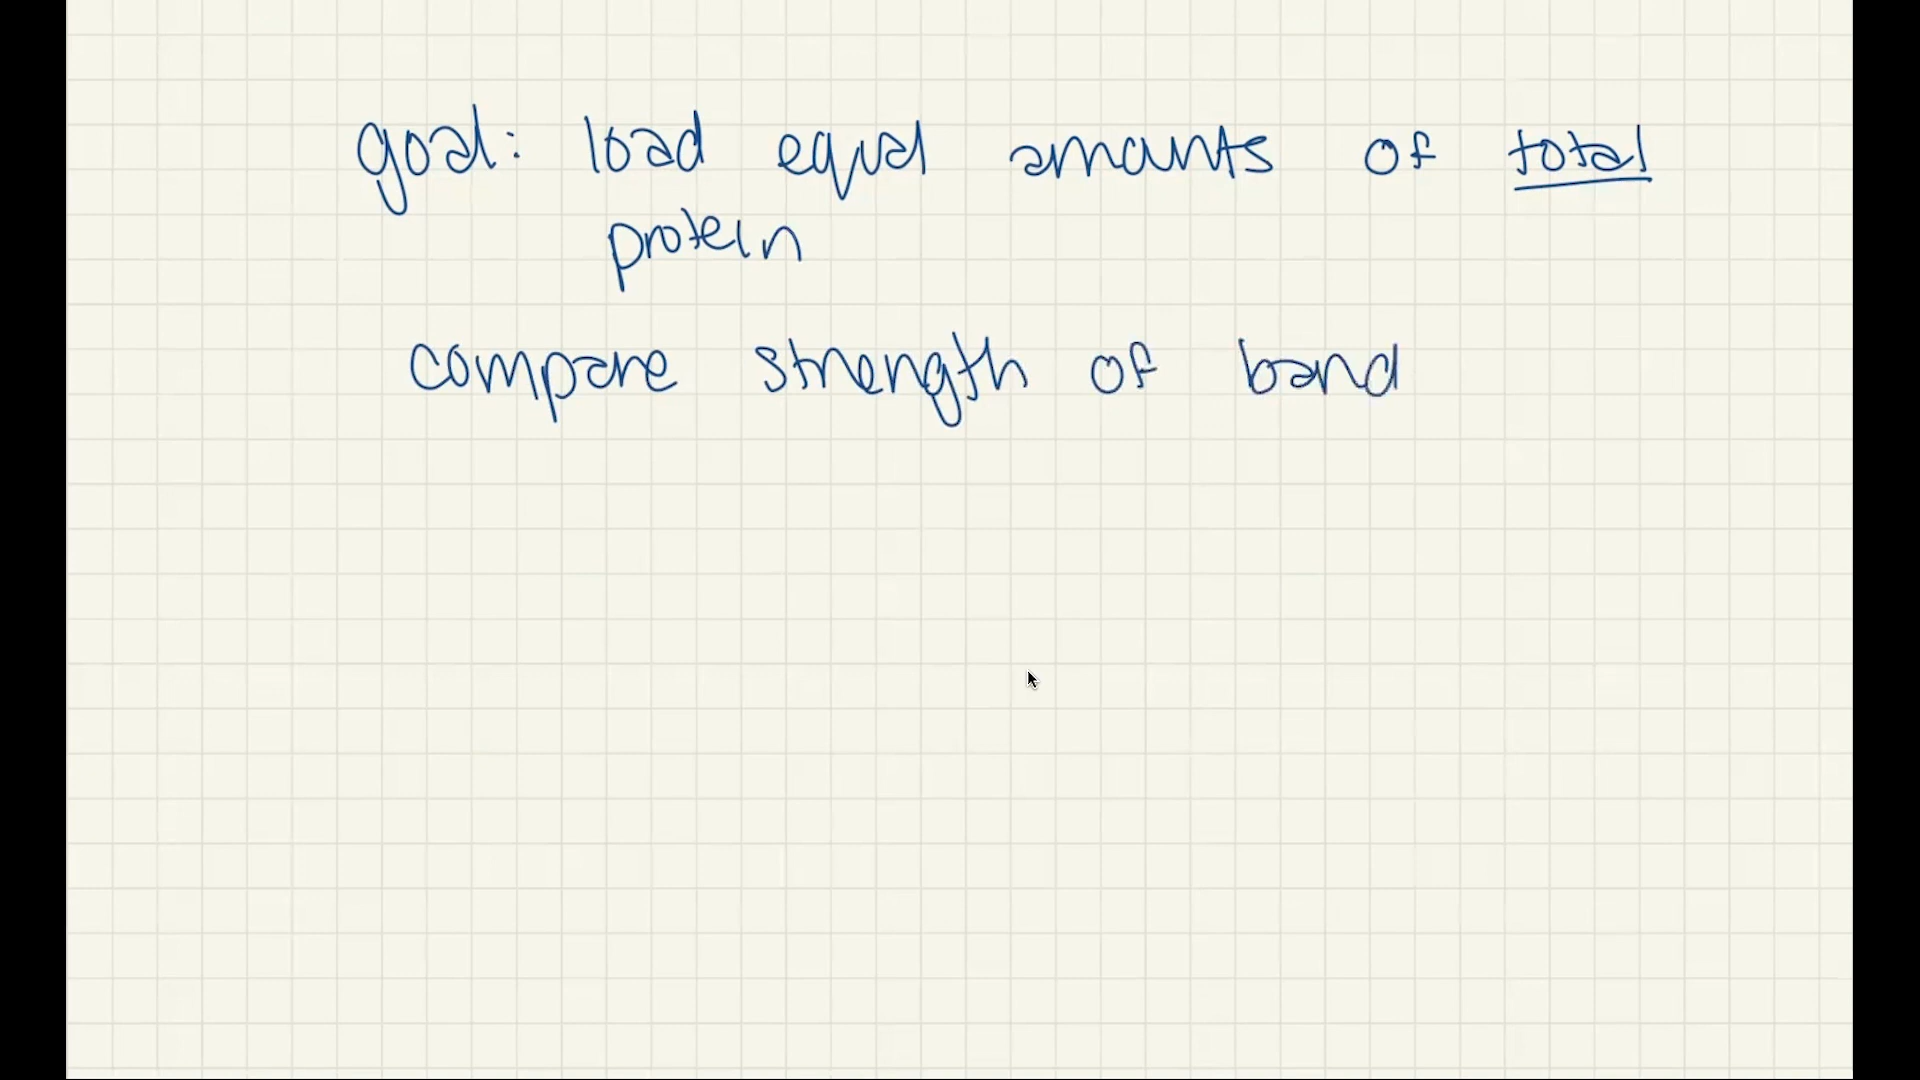 goal: load equal amounts of total
protein
compare strength of band